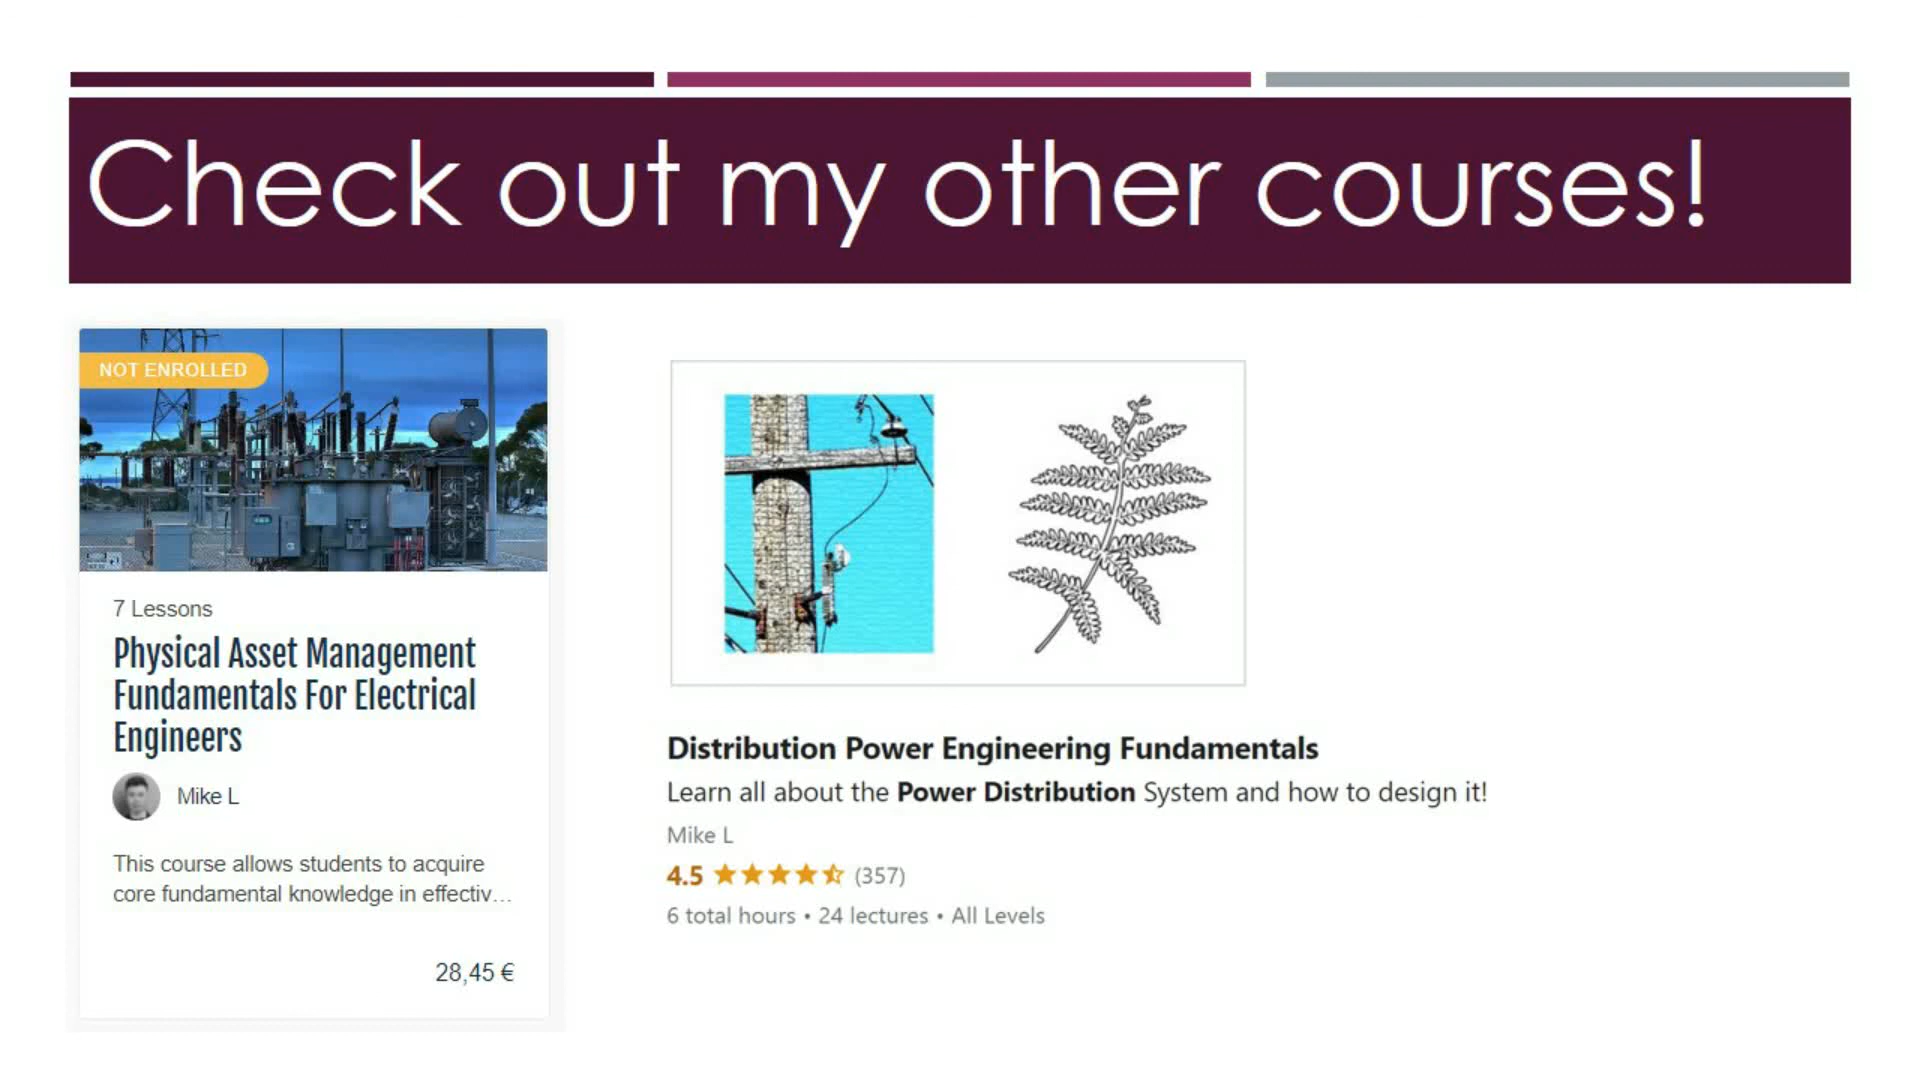 Check out my other courses!
NOT ENROLLED
7 Lessons
Physical Asset Management
Fundamentals For Electrical
Engineers
Mike L
This course allows students to acquire
core fundamental knowledge in effectiv...
28,45 €
Distribution Power Engineering Fundamentals
Learn all about the Power Distribution System and how to design it!
Mike L
4.5 (357)
6 total hours • 24 lectures • All Levels